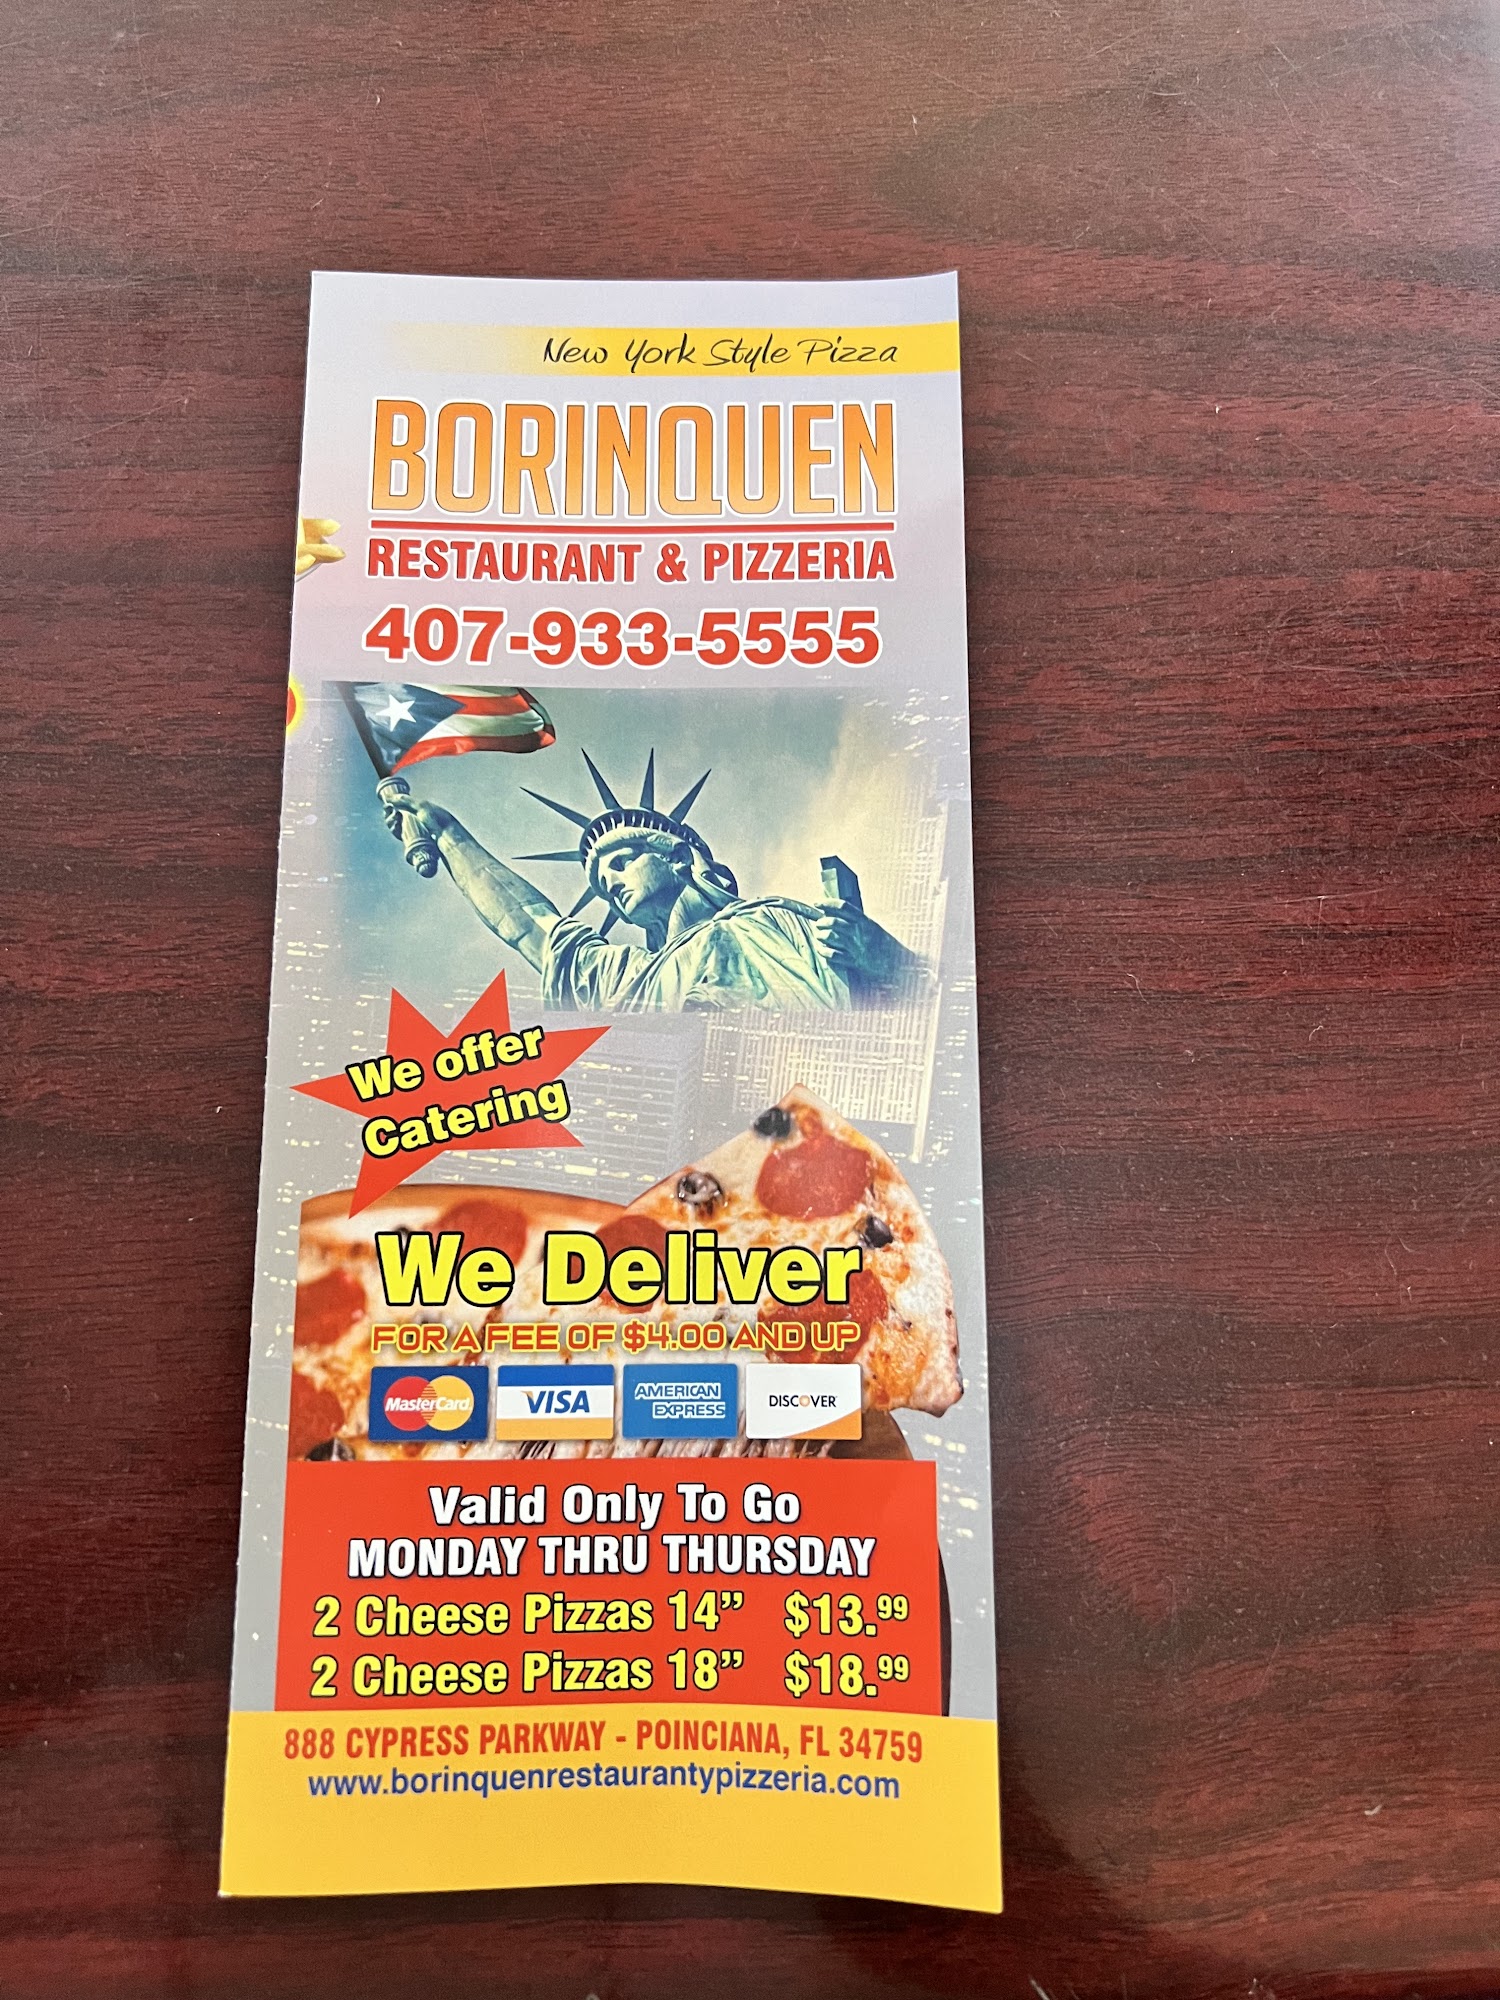 New York Style Pizza
BORINQUEN
RESTAURANT & PIZZERIA
407-933-5555
We offer
Catering
We Deliver
FOR A FEE OF $4.00 AND UP
MasterCard VISA AMERICAN EXPRESS DISCOVER
Valid Only To Go
MONDAY THRU THURSDAY
2 Cheese Pizzas 14” $13.99
2 Cheese Pizzas 18” $18.99
888 CYPRESS PARKWAY - POINCIANA, FL 34759
www.borinquenrestaurantypizzeria.com